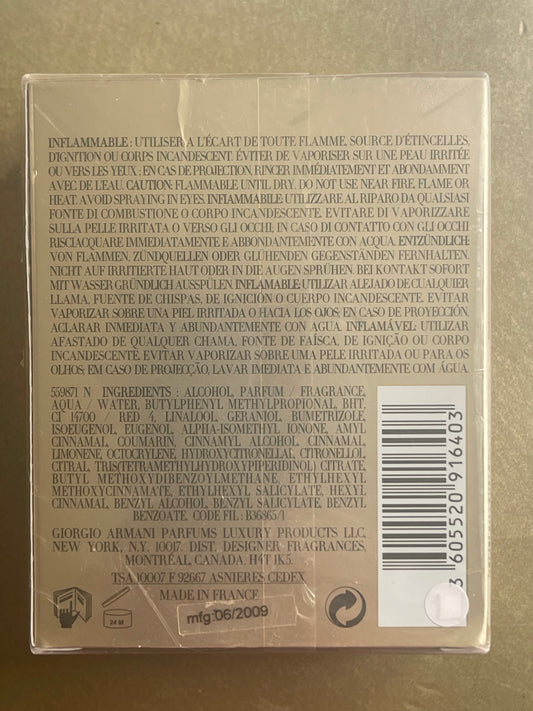 INFLAMMABLE : UTILISER A L'ÉCART DE TOUTE FLAMME, SOURCE D'ÉTINCELLES,
D'IGNITION OU CORPS INCANDESCENT. ÉVITER DE VAPORISER SUR UNE PEAU IRRITÉE
OU VERS LES YEUX ; EN CAS DE PROJECTION, RINCER IMMÉDIATEMENT ET ABONDAMMENT
AVEC DE L'EAU. CAUTION: FLAMMABLE UNTIL DRY. DO NOT USE NEAR FIRE, FLAME OR
HEAT. AVOID SPRAYING IN EYES. INFIAMMABILE: UTILIZZARE AL RIPARO DA QUALSIASI
FONTE DI COMBUSTIONE O CORPO INCANDESCENTE. EVITARE DI VAPORIZZARE
SULLA PELLE IRRITATA O VERSO GLI OCCHI; IN CASO DI CONTATTO CON GLI OCCHI
RISCIACQUARE IMMEDIATAMENTE E ABBONDANTEMENTE CON ACQUA. ENTZÜNDLICH:
VON FLAMMEN, ZÜNDQUELLEN ODER GLÜHENDEN GEGENSTÄNDEN FERNHALTEN.
NICHT AUF IRRITIERTE HAUT ODER IN DIE AUGEN SPRÜHEN. BEI KONTAKT SOFORT
MIT WASSER GRÜNDLICH AUSSPÜLEN. INFLAMABLE: UTILIZAR ALEJADO DE CUALQUIER
LLAMA, FUENTE DE CHISPAS, DE IGNICIÓN O CUERPO INCANDESCENTE. EVITAR
VAPORIZAR SOBRE UNA PIEL IRRITADA O HACIA LOS OJOS; EN CASO DE PROYECCIÓN,
ACLARAR INMEDIATA Y ABUNDANTEMENTE CON AGUA. INFLAMÁVEL: UTILIZAR
AFASTADO DE QUALQUER CHAMA, FONTE DE FAÍSCA, DE IGNIÇÃO OU CORPO
INCANDESCENTE. EVITAR VAPORIZAR SOBRE UMA PELE IRRITADA OU PARA OS
OLHOS; EM CASO DE PROJECÇÃO, LAVAR IMEDIATA E ABUNDANTEMENTE COM ÁGUA.
559871 N INGREDIENTS : ALCOHOL, PARFUM / FRAGRANCE,
AQUA / WATER, BUTYLPHENYL METHYLPROPIONAL, BHT,
CI 14700 / RED 4, LINALOOL, GERANIOL, BUMETRIZOLE,
ISOEUGENOL, EUGENOL, ALPHA-ISOMETHYL IONONE, AMYL
CINNAMAL, COUMARIN, CINNAMYL ALCOHOL, CINNAMAL,
LIMONENE, OCTOCRYLENE, HYDROXYCITRONELLAL, CITRONELLOL,
CITRAL, TRIS(TETRAMETHYLHYDROXYPIPERIDINOL) CITRATE,
BUTYL METHOXYDIBENZOYLMETHANE, ETHYLHEXYL
METHOXYCINNAMATE, ETHYLHEXYL SALICYLATE, HEXYL
CINNAMAL, BENZYL ALCOHOL, BENZYL SALICYLATE, BENZYL
BENZOATE. CODE FIL : B36865/1
GIORGIO ARMANI PARFUMS LUXURY PRODUCTS LLC,
NEW YORK, N.Y. 10017. DIST. DESIGNER FRAGRANCES,
MONTRÉAL, CANADA, H4T 1K5.
TSA 10007 F 92667 ASNIERES CEDEX
MADE IN FRANCE
24 M
mfg:06/2009
3 605520 916403